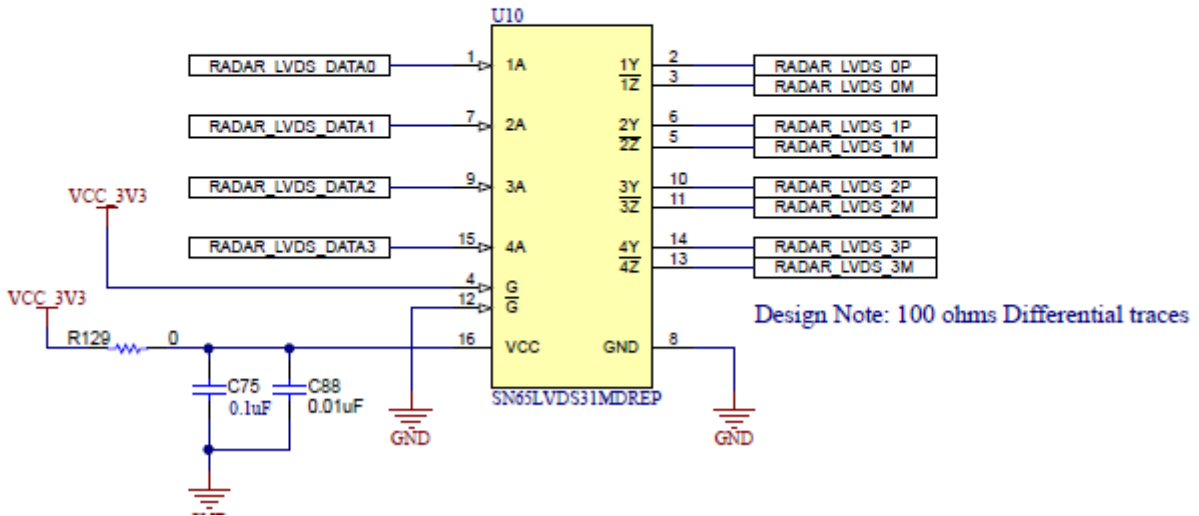 U10
RADAR_LVDS_DATA0 1 1A 1Y 2 RADAR_LVDS_0P
1Z 3 RADAR_LVDS_0M
RADAR_LVDS_DATA1 7 2A 2Y 6 RADAR_LVDS_1P
2Z 5 RADAR_LVDS_1M
RADAR_LVDS_DATA2 9 3A 3Y 10 RADAR_LVDS_2P
VCC_3V3 3Z 11 RADAR_LVDS_2M
RADAR_LVDS_DATA3 15 4A 4Y 14 RADAR_LVDS_3P
4Z 13 RADAR_LVDS_3M
4 G
VCC_3V3 12 G
Design Note: 100 ohms Differential traces
R129 0 16 VCC GND 8
C75 C88
0.1uF 0.01uF
SN65LVDS31MDREP
GND GND